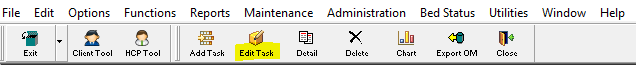 File Edit Options Functions Reports Maintenance Administration Bed Status Utilities Window Help
Exit Client Tool HCP Tool Add Task Edit Task Detail Delete Chart Export OM Close